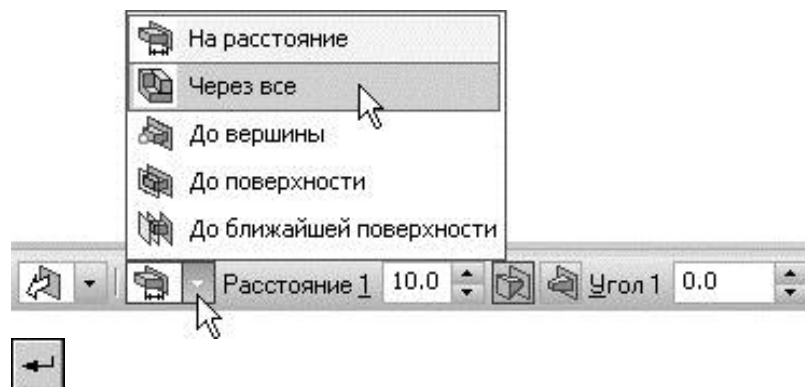 На расстояние
Через все
До вершины
До поверхности
До ближайшей поверхности
Расстояние 1 10.0 Угол 1 0.0